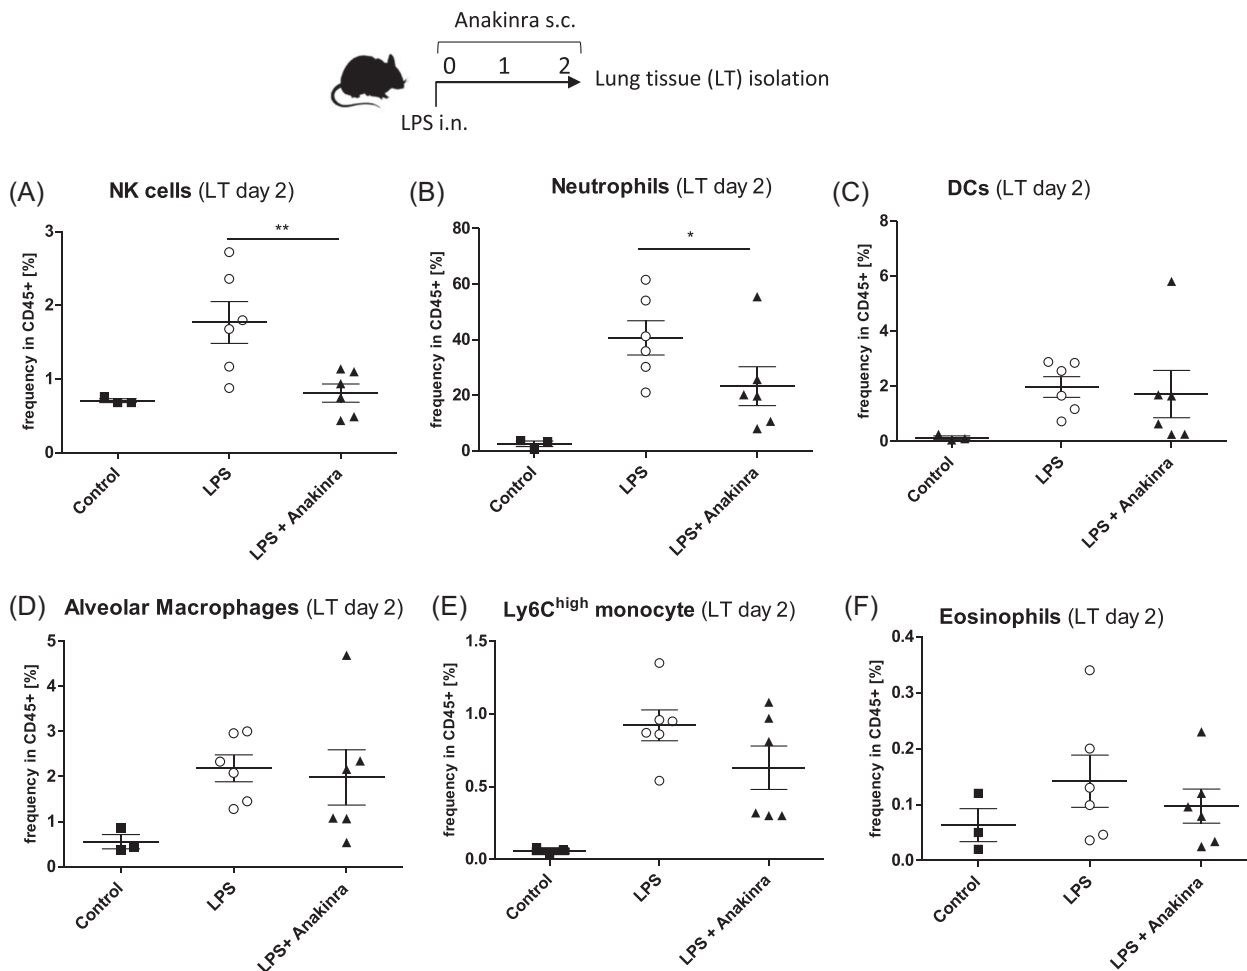 Anakinra s.c.
0 1 2
Lung tissue (LT) isolation
LPS i.n.
(A) NK cells (LT day 2)
frequency in CD45+ [%]
3
**
2
1
0
Control
LPS
LPS + Anakinra
(B) Neutrophils (LT day 2)
frequency in CD45+ [%]
80
*
60
40
20
0
Control
LPS
LPS+ Anakinra
(C) DCs (LT day 2)
frequency in CD45+ [%]
8
6
4
2
0
Control
LPS
LPS + Anakinra
(D) Alveolar Macrophages (LT day 2)
frequency in CD45+ [%]
5
4
3
2
1
0
Control
LPS
LPS+ Anakinra
(E) Ly6Chigh monocyte (LT day 2)
frequency in CD45+ [%]
1.5
1.0
0.5
0.0
Control
LPS
LPS + Anakinra
(F) Eosinophils (LT day 2)
frequency in CD45+ [%]
0.4
0.3
0.2
0.1
0.0
Control
LPS
LPS + Anakinra